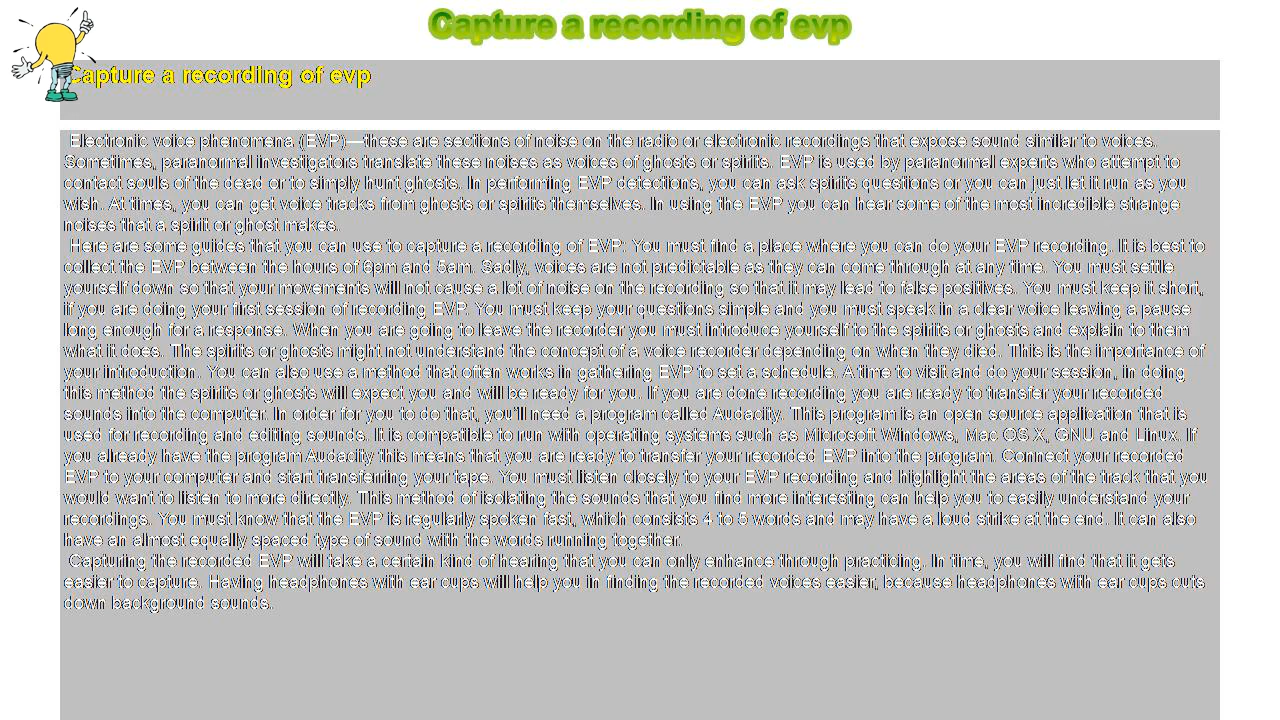 Capture a recording of evp
Capture a recording of evp
Electronic voice phenomena (EVP)—these are sections of noise on the radio or electronic recordings that expose sound similar to voices.
Sometimes, paranormal investigators translate these noises as voices of ghosts or spirits. EVP is used by paranormal experts who attempt to
contact souls of the dead or to simply hunt ghosts. In performing EVP detections, you can ask spirits questions or you can just let it run as you
wish. At times, you can get voice tracks from ghosts or spirits themselves. In using the EVP you can hear some of the most incredible strange
noises that a spirit or ghost makes.
Here are some guides that you can use to capture a recording of EVP: You must find a place where you can do your EVP recording. It is best to
collect the EVP between the hours of 6pm and 5am. Sadly, voices are not predictable as they can come through at any time. You must settle
yourself down so that your movements will not cause a lot of noise on the recording so that it may lead to false positives. You must keep it short,
if you are doing your first session of recording EVP. You must keep your questions simple and you must speak in a clear voice leaving a pause
long enough for a response. When you are going to leave the recorder you must introduce yourself to the spirits or ghosts and explain to them
what it does. The spirits or ghosts might not understand the concept of a voice recorder depending on when they died. This is the importance of
your introduction. You can also use a method that often works in gathering EVP to set a schedule. A time to visit and do your session, in doing
this method the spirits or ghosts will expect you and will be ready for you. If you are done recording you are ready to transfer your recorded
sounds into the computer. In order for you to do that, you'll need a program called Audacity. This program is an open source application that is
used for recording and editing sounds. It is compatible to run with operating systems such as Microsoft Windows, Mac OS X, GNU and Linux. If
you already have the program Audacity this means that you are ready to transfer your recorded EVP into the program. Connect your recorded
EVP to your computer and start transferring your tape. You must listen closely to your EVP recording and highlight the areas of the track that you
would want to listen to more directly. This method of isolating the sounds that you find more interesting can help you to easily understand your
recordings. You must know that the EVP is regularly spoken fast, which consists 4 to 5 words and may have a loud strike at the end. It can also
have an almost equally spaced type of sound with the words running together.
Capturing the recorded EVP will take a certain kind of hearing that you can only enhance through practicing. In time, you will find that it gets
easier to capture. Having headphones with ear cups will help you in finding the recorded voices easier, because headphones with ear cups cuts
down background sounds.